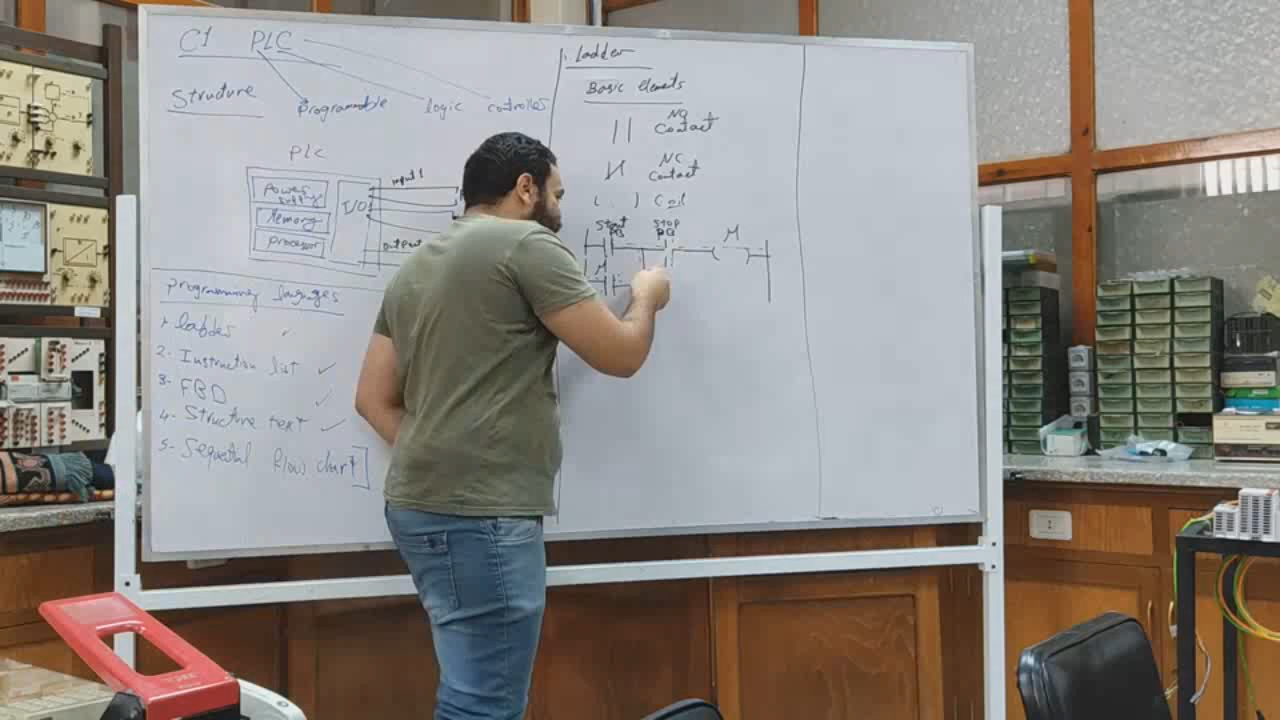 C1 PLC
Structure
programmable logic controller
PLC
power
I/O
Memory
processor
input 1
output
programming languages
1- ladder
2- Instruction list
3- FBD
4- Structure text
5- Sequential flow chart
1. Ladder
Basic elements
NO
Contact
NC
Contact
Coil
Start Stop
PB PB
M
M